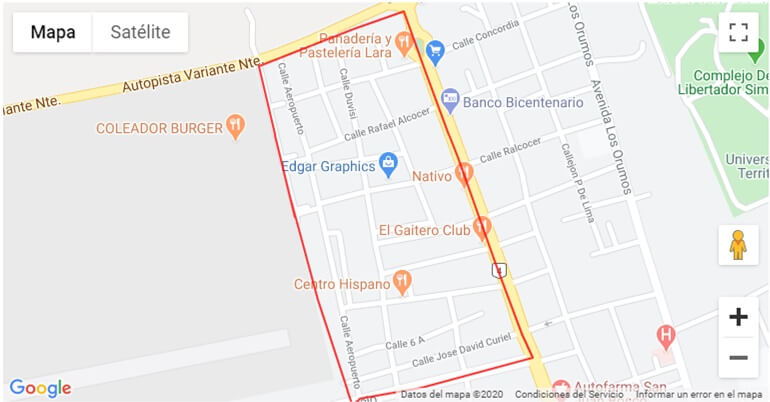 Mapa
Satélite
Panadería y
Pastelería Lara
Calle Concordia
Los Orumos
Autopista Variante Nte.
Variante Nte.
Calle Aeropuerto
Calle Duvisi
Banco Bicentenario
Complejo De
Libertador Sim
COLEADOR BURGER
Calle Rafael Alcocer
Avenida Los Orumos
Edgar Graphics
Calle Ralcocer
Nativo
Callejon P De Lima
Univers
Territ
El Gaitero Club
4
Centro Hispano
Calle Aeropuerto
Calle 6 A
Calle Jose David Curiel
H
Autofarma San
Google
Datos del mapa ©2020
Condiciones del Servicio
Informar un error en el mapa